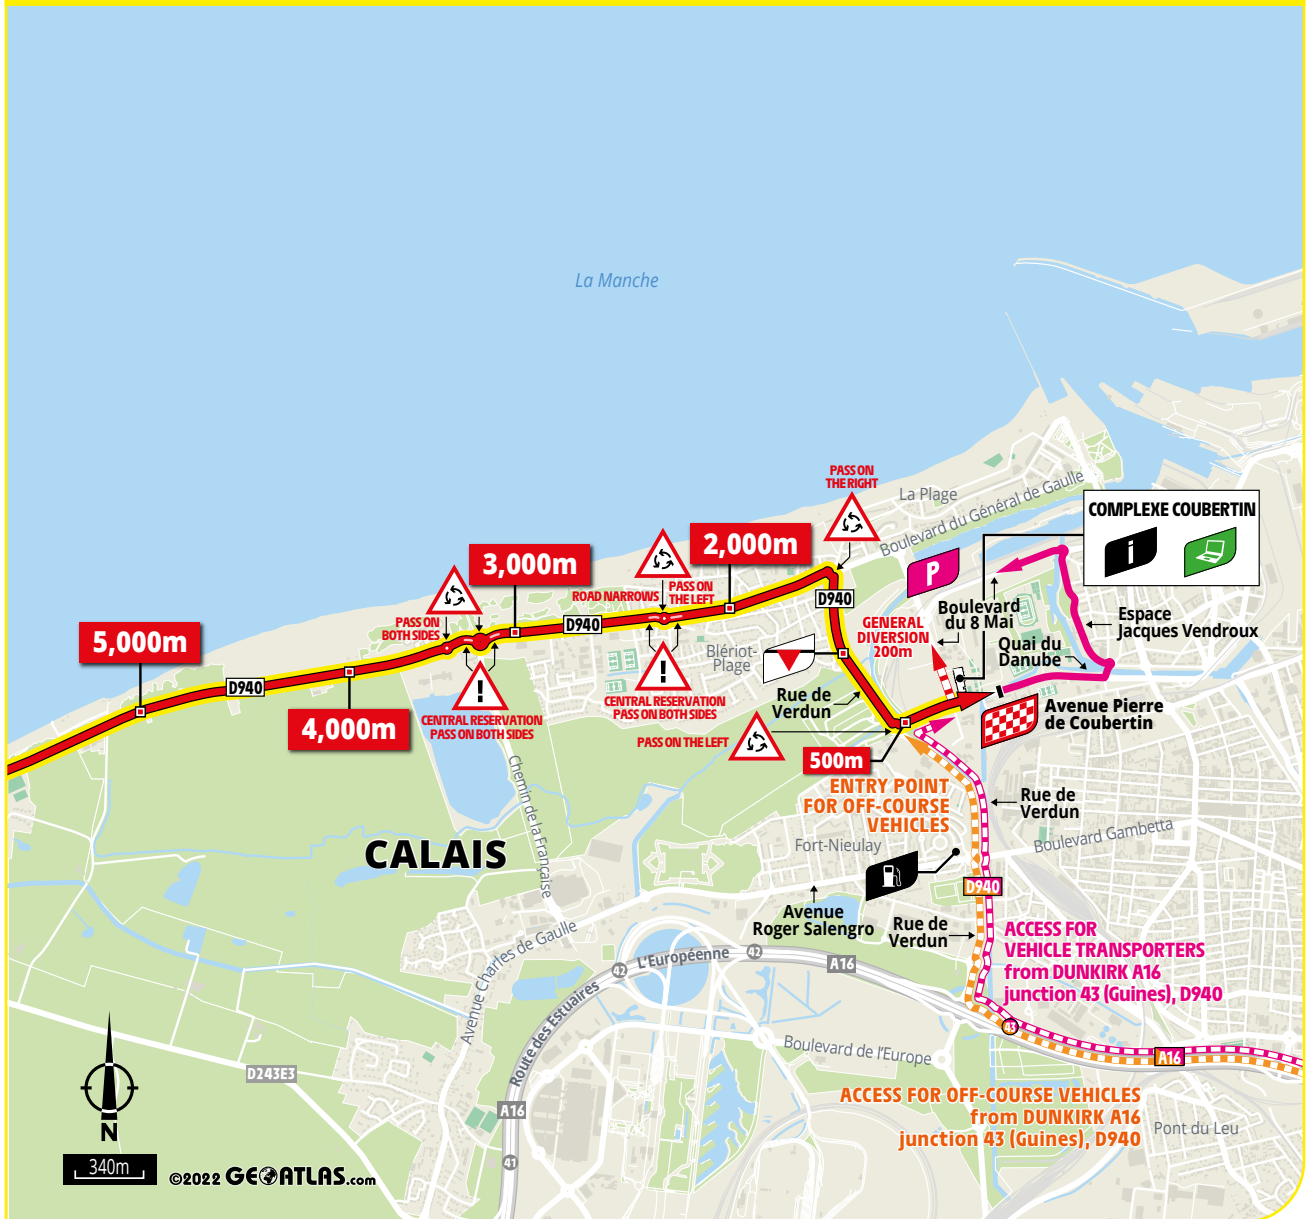 La Manche
PASS ON
THE RIGHT
La Plage
Boulevard du Général de Gaulle
COMPLEXE COUBERTIN
i
2,000m
3,000m
PASS ON
THE LEFT
ROAD NARROWS
P
D940
Boulevard
du 8 Mai
Espace
Jacques Vendroux
GENERAL
DIVERSION
200m
Quai du
Danube
PASS ON
BOTH SIDES
D940
5,000m
Blériot-
Plage
!
!
D940
Rue de
Verdun
CENTRAL RESERVATION
PASS ON BOTH SIDES
Avenue Pierre
de Coubertin
4,000m
CENTRAL RESERVATION
PASS ON BOTH SIDES
PASS ON THE LEFT
500m
Chemin de la Française
ENTRY POINT
FOR OFF-COURSE
VEHICLES
Rue de
Verdun
Boulevard Gambetta
Fort-Nieulay
CALAIS
D940
Avenue
Roger Salengro
Rue de
Verdun
Avenue Charles de Gaulle
ACCESS FOR
VEHICLE TRANSPORTERS
from DUNKIRK A16
junction 43 (Guines), D940
L'Européenne
42
42
A16
Route des Estuaires
43
Boulevard de l'Europe
A16
D243E3
A16
ACCESS FOR OFF-COURSE VEHICLES
from DUNKIRK A16
junction 43 (Guines), D940
Pont du Leu
41
N
340m
©2022 GEOATLAS.com